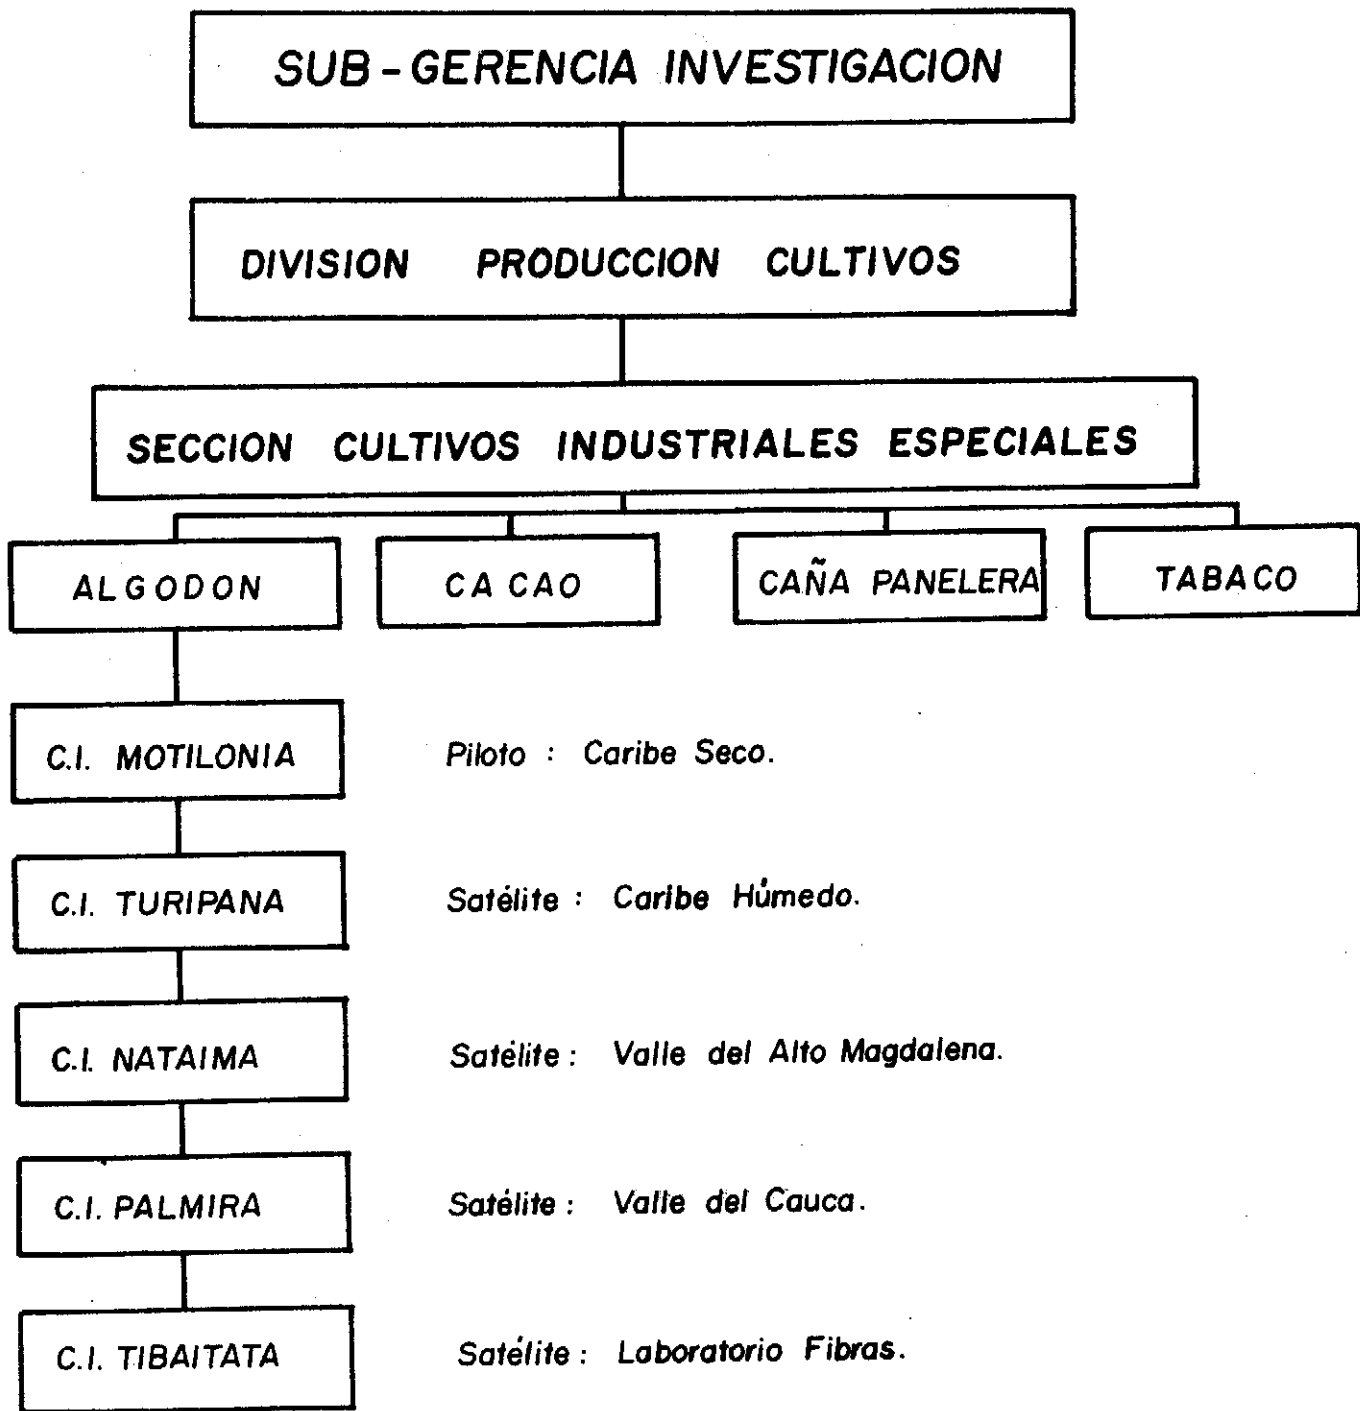 SUB-GERENCIA INVESTIGACION
DIVISION PRODUCCION CULTIVOS
SECCION CULTIVOS INDUSTRIALES ESPECIALES
ALGODON
CACAO
CAÑA PANELERA
TABACO
C.I. MOTILONIA
Piloto : Caribe Seco.
C.I. TURIPANA
Satélite : Caribe Húmedo.
C.I. NATAIMA
Satélite : Valle del Alto Magdalena.
C.I. PALMIRA
Satélite : Valle del Cauca.
C.I. TIBAITATA
Satélite : Laboratorio Fibras.